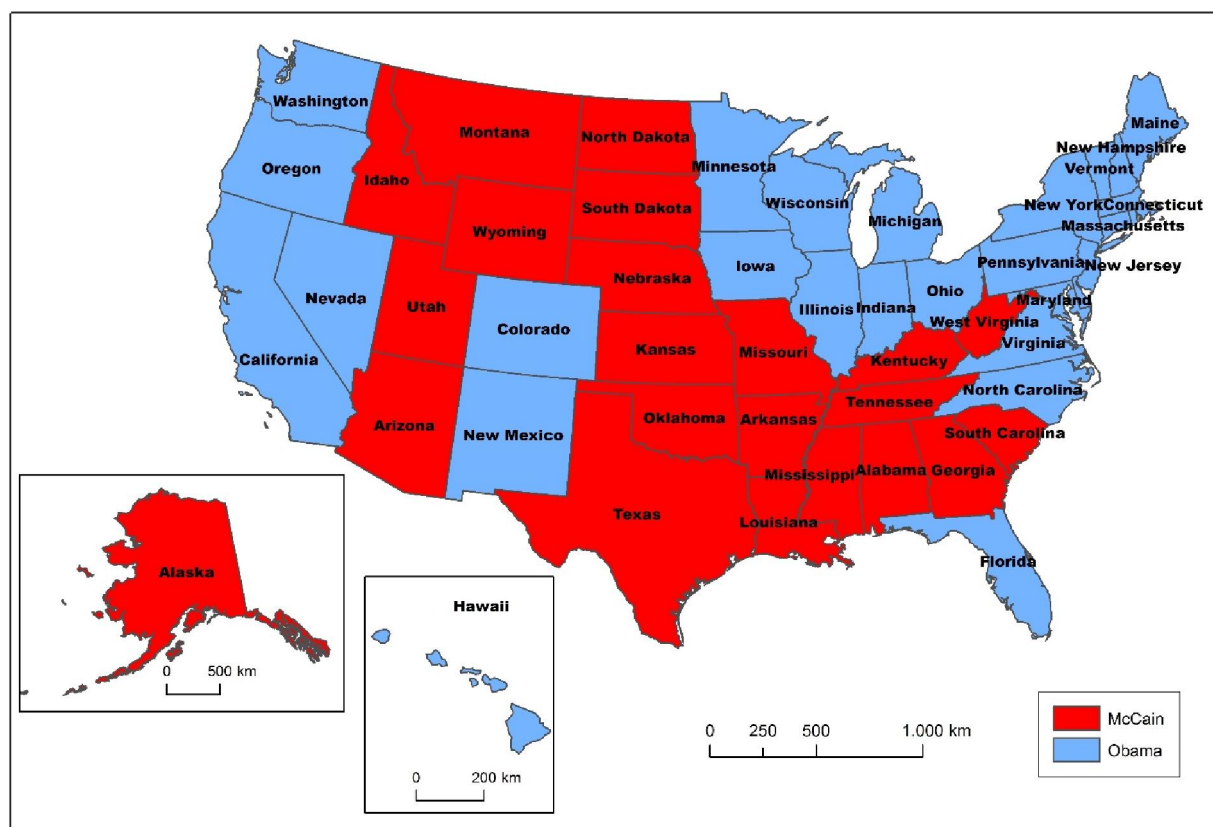 Washington
Montana
North Dakota
Minnesota
Maine
New Hampshire
Vermont
Oregon
Idaho
Wisconsin
Michigan
New York
Connecticut
Massachusetts
South Dakota
Wyoming
Iowa
Pennsylvania
New Jersey
Nebraska
Ohio
Nevada
Utah
Illinois
Indiana
Maryland
Colorado
West Virginia
Virginia
California
Kansas
Missouri
Kentucky
North Carolina
Tennessee
Arizona
Oklahoma
Arkansas
New Mexico
South Carolina
Mississippi
Alabama
Georgia
Texas
Louisiana
Florida
Alaska
0 500 km
Hawaii
0 200 km
0 250 500 1.000 km
McCain
Obama